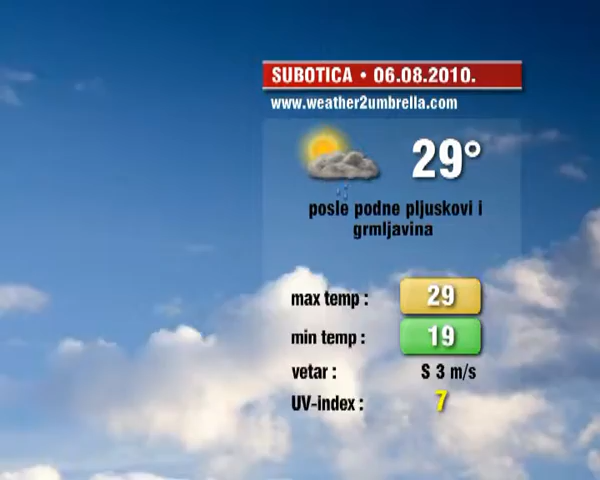 SUBOTICA • 06.08.2010.
www.weather2umbrella.com
29°
posle podne pljuskovi i
grmljavina
max temp : 29
min temp : 19
vetar : S 3 m/s
UV-index : 7